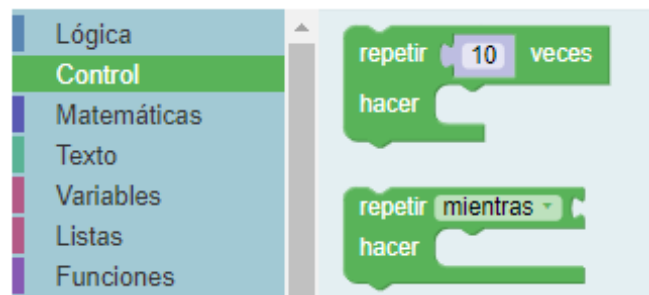 Lógica
Control
Matemáticas
Texto
Variables
Listas
Funciones
repetir 10 veces
hacer
repetir mientras
hacer